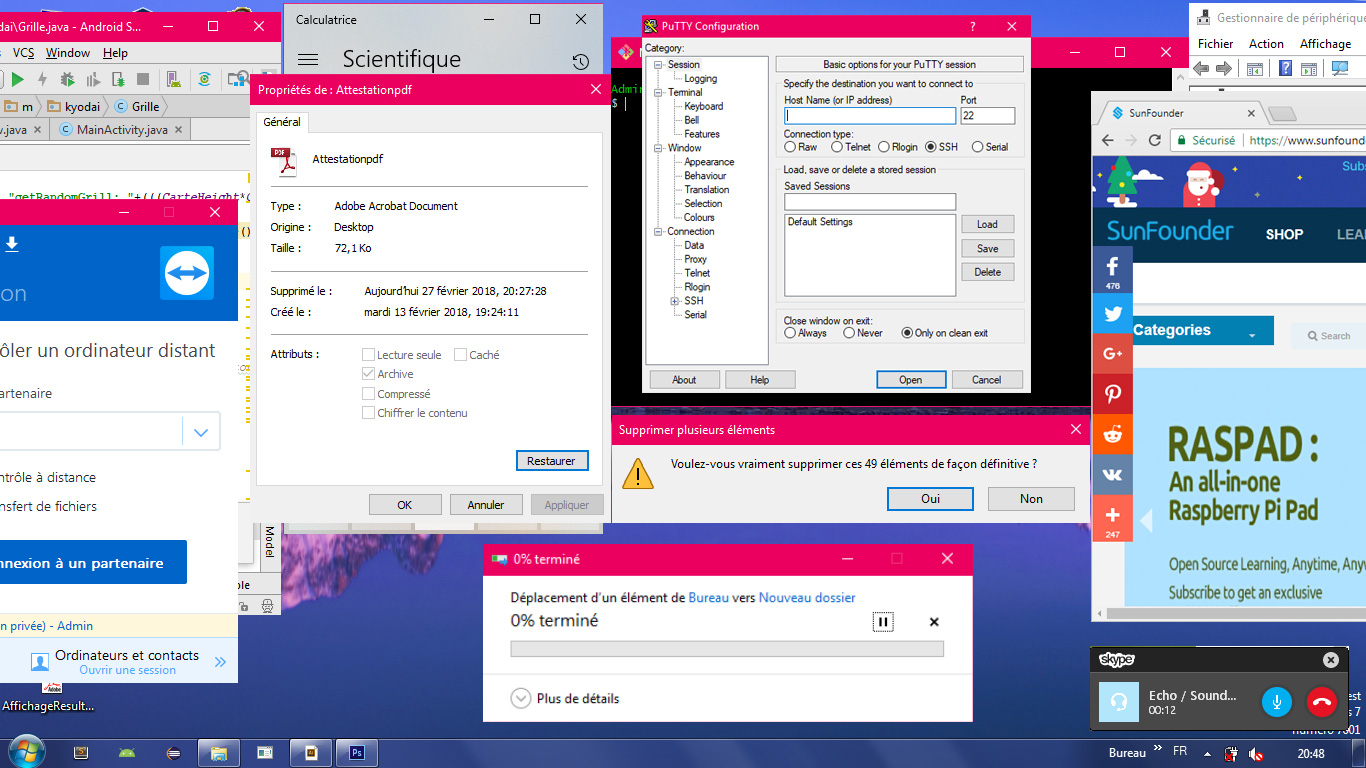 odai\Grille.java - Android S...
VCS Window Help
m kyodai Grille
v.java × MainActivity.java ×
"getRandomGrill: "+(((CarteHeight*
Calculatrice
Scientifique
Propriétés de : Attestationpdf
Général
Attestationpdf
Type : Adobe Acrobat Document
Origine : Desktop
Taille : 72,1 Ko
Supprimé le : Aujourd'hui 27 février 2018, 20:27:28
Créé le : mardi 13 février 2018, 19:24:11
Attributs : Lecture seule Caché
Archive
Compressé
Chiffrer le contenu
Restaurer
OK Annuler Appliquer
on
ôler un ordinateur distant
artenaire
ntrôle à distance
nsfert de fichiers
nnexion à un partenaire
n privée) - Admin
Ordinateurs et contacts
Ouvrir une session
Model
ole
Adobe
AffichageResult...
Admin
$
PuTTY Configuration
Category:
Session
Logging
Terminal
Keyboard
Bell
Features
Window
Appearance
Behaviour
Translation
Selection
Colours
Connection
Data
Proxy
Telnet
Rlogin
SSH
Serial
Basic options for your PuTTY session
Specify the destination you want to connect to
Host Name (or IP address) Port
22
Connection type:
Raw Telnet Rlogin SSH Serial
Load, save or delete a stored session
Saved Sessions
Default Settings
Load
Save
Delete
Close window on exit:
Always Never Only on clean exit
About Help Open Cancel
Supprimer plusieurs éléments
Voulez-vous vraiment supprimer ces 49 éléments de façon définitive ?
Oui Non
0% terminé
Déplacement d'un élément de Bureau vers Nouveau dossier
0% terminé
Plus de détails
Gestionnaire de périphérique
Fichier Action Affichage
SunFounder
Sécurisé https://www.sunfounde
Subs
SunFounder SHOP LEA
476
Categories
Search
RASPAD :
An all-in-one
Raspberry Pi Pad
247
Open Source Learning, Anytime, Any
Subscribe to get an exclusive
skype
Echo / Sound...
00:12
est
s 7
numéro 7601
Ps
Bureau FR 20:48